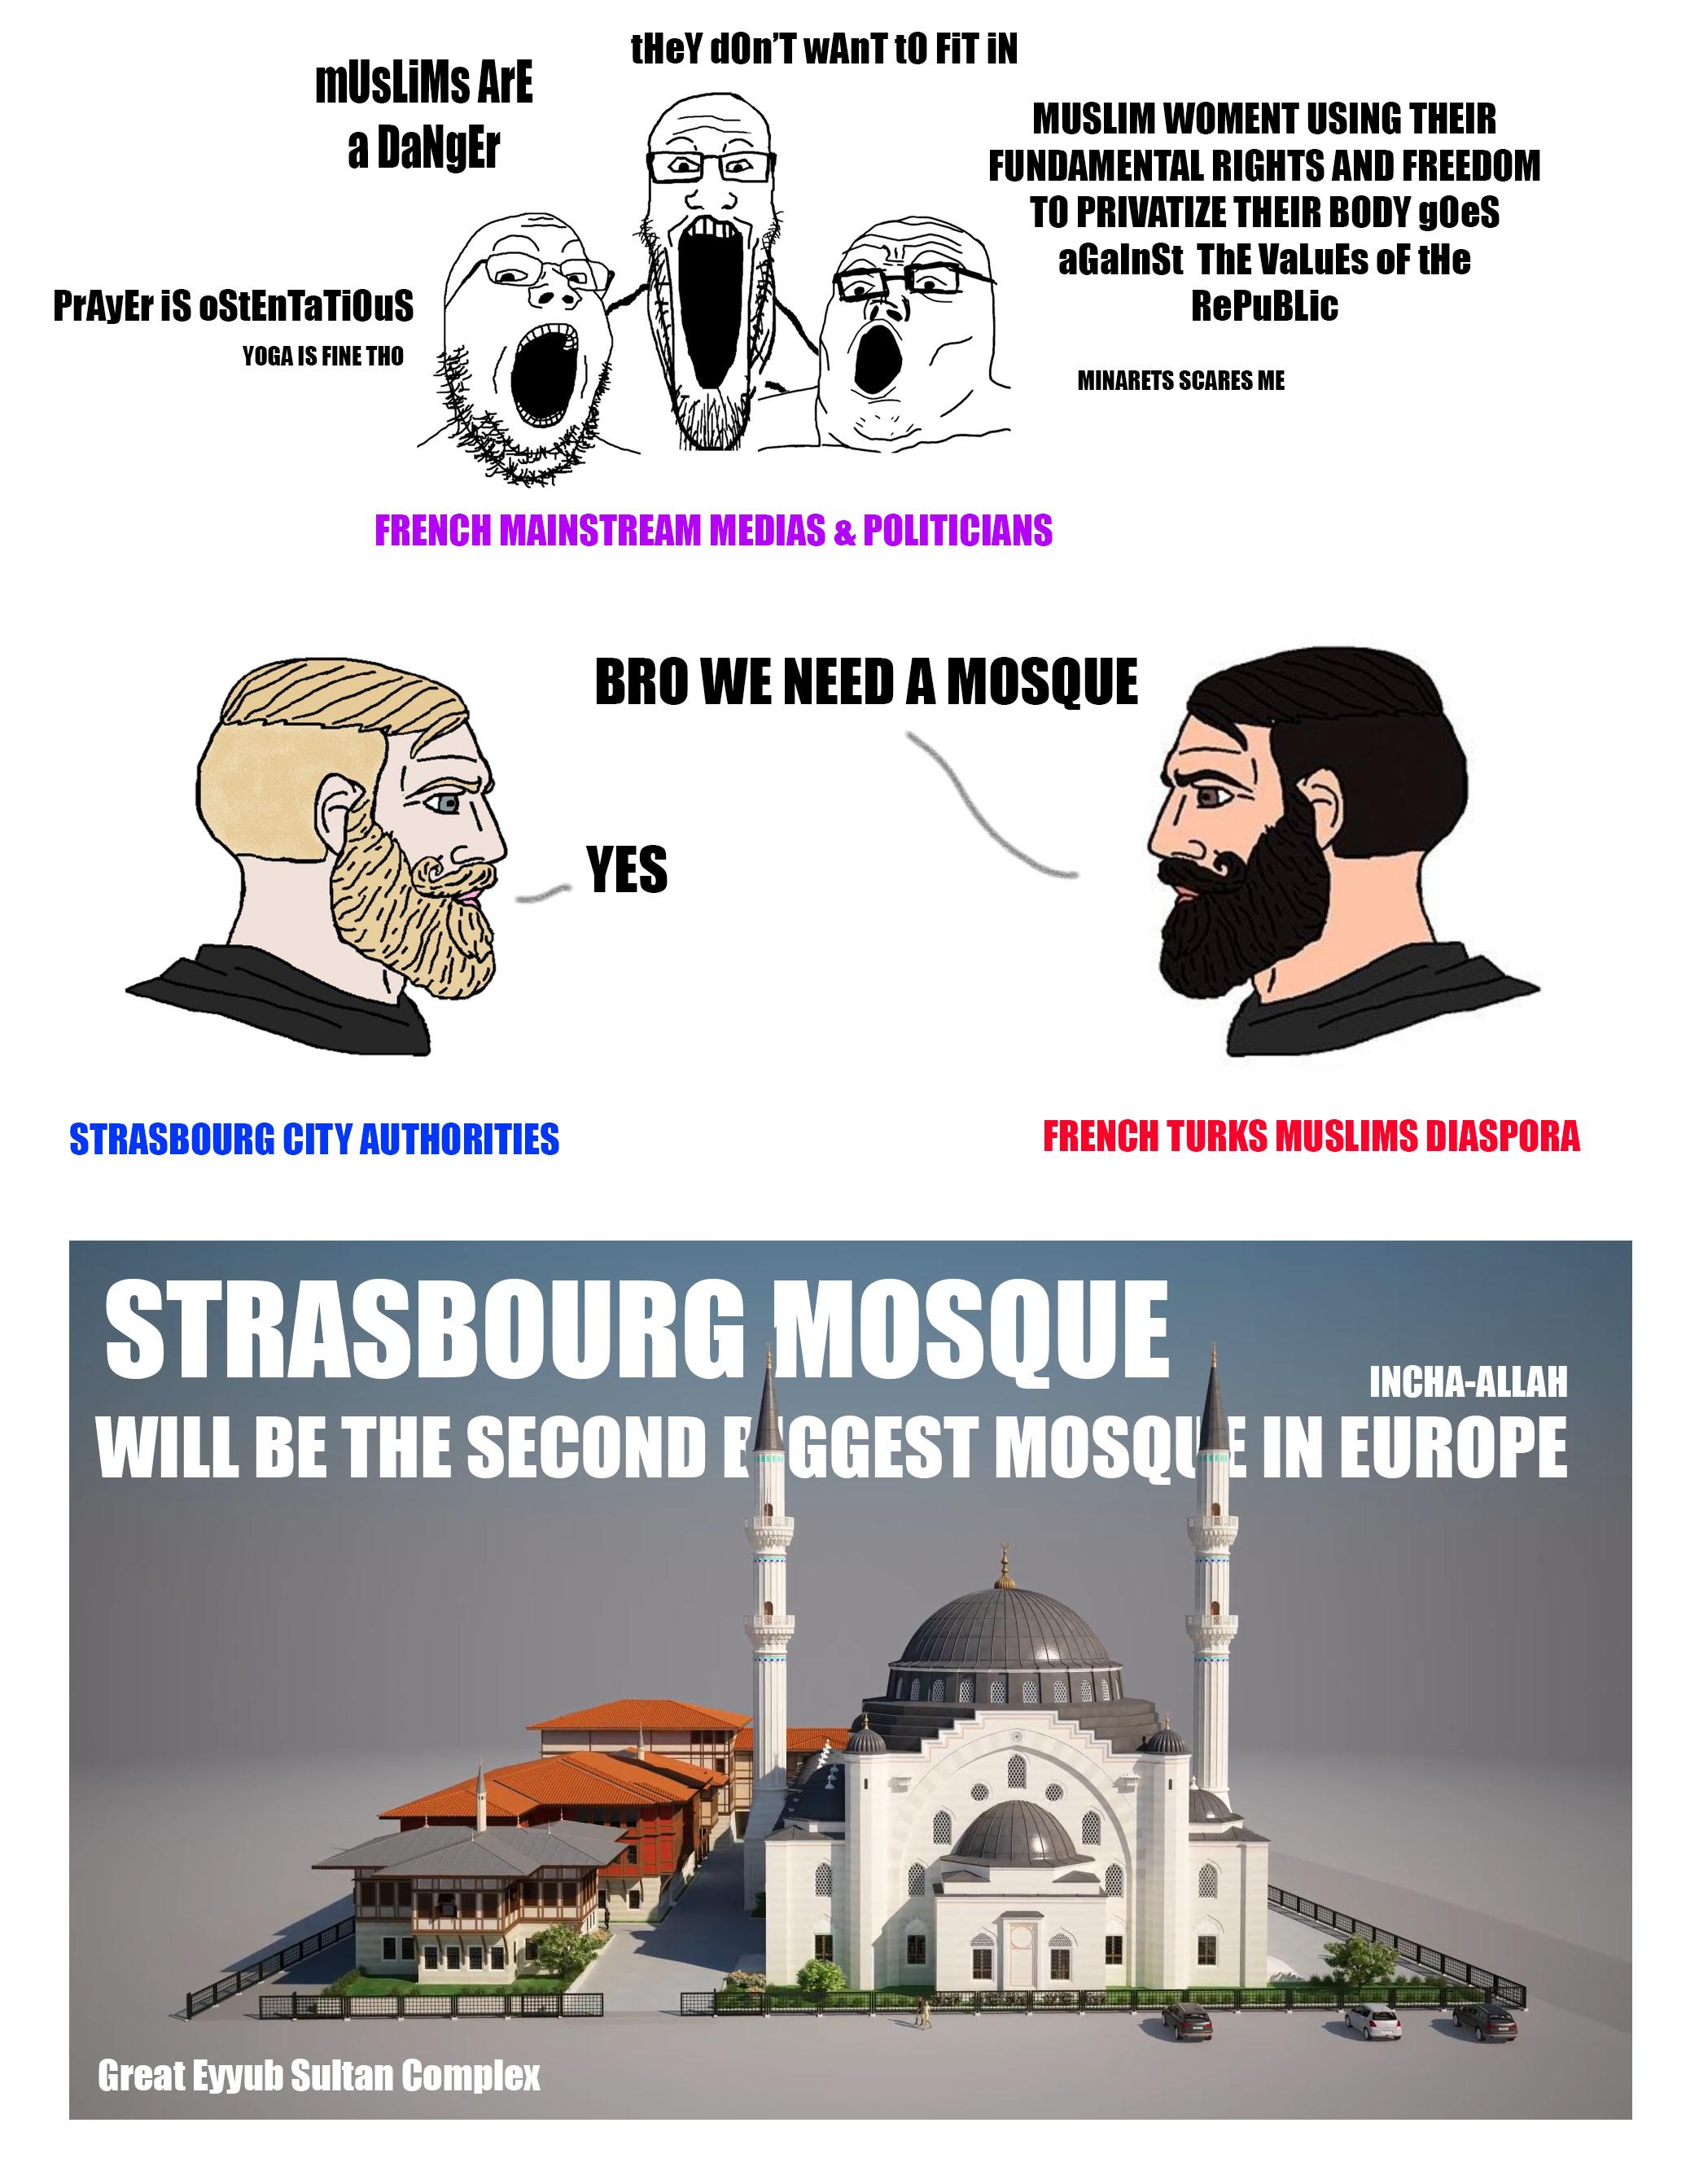 tHeY dOn’T wAnT tO FiT iN
mUsLiMs ArE
a DaNgEr
MUSLIM WOMENT USING THEIR
FUNDAMENTAL RIGHTS AND FREEDOM
TO PRIVATIZE THEIR BODY gOeS
aGaInSt ThE VaLuEs oF tHe
RePuBLic
PrAyEr iS oStEnTaTiOuS
YOGA IS FINE THO
MINARETS SCARES ME
FRENCH MAINSTREAM MEDIAS & POLITICIANS
BRO WE NEED A MOSQUE
YES
STRASBOURG CITY AUTHORITIES
FRENCH TURKS MUSLIMS DIASPORA
STRASBOURG MOSQUE
INCHA-ALLAH
WILL BE THE SECOND BIGGEST MOSQUE IN EUROPE
Great Eyyub Sultan Complex